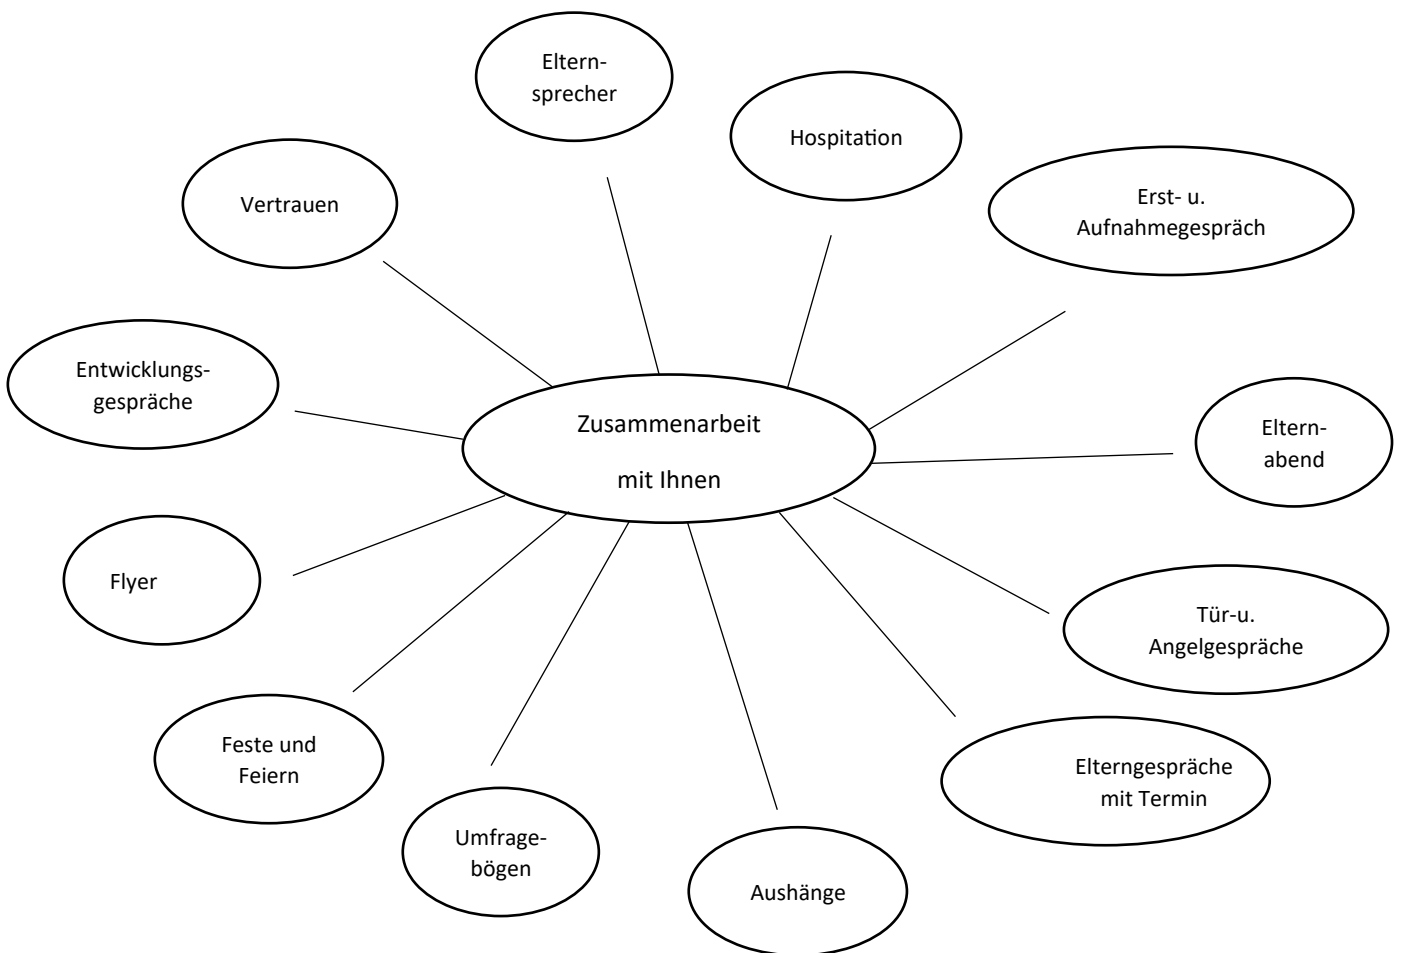 Eltern-
sprecher
Hospitation
Erst- u.
Aufnahmegespräch
Vertrauen
Entwicklungs-
gespräche
Zusammenarbeit
mit Ihnen
Eltern-
abend
Flyer
Tür-u.
Angelgespräche
Feste und
Feiern
Elterngespräche
mit Termin
Umfrage-
bögen
Aushänge